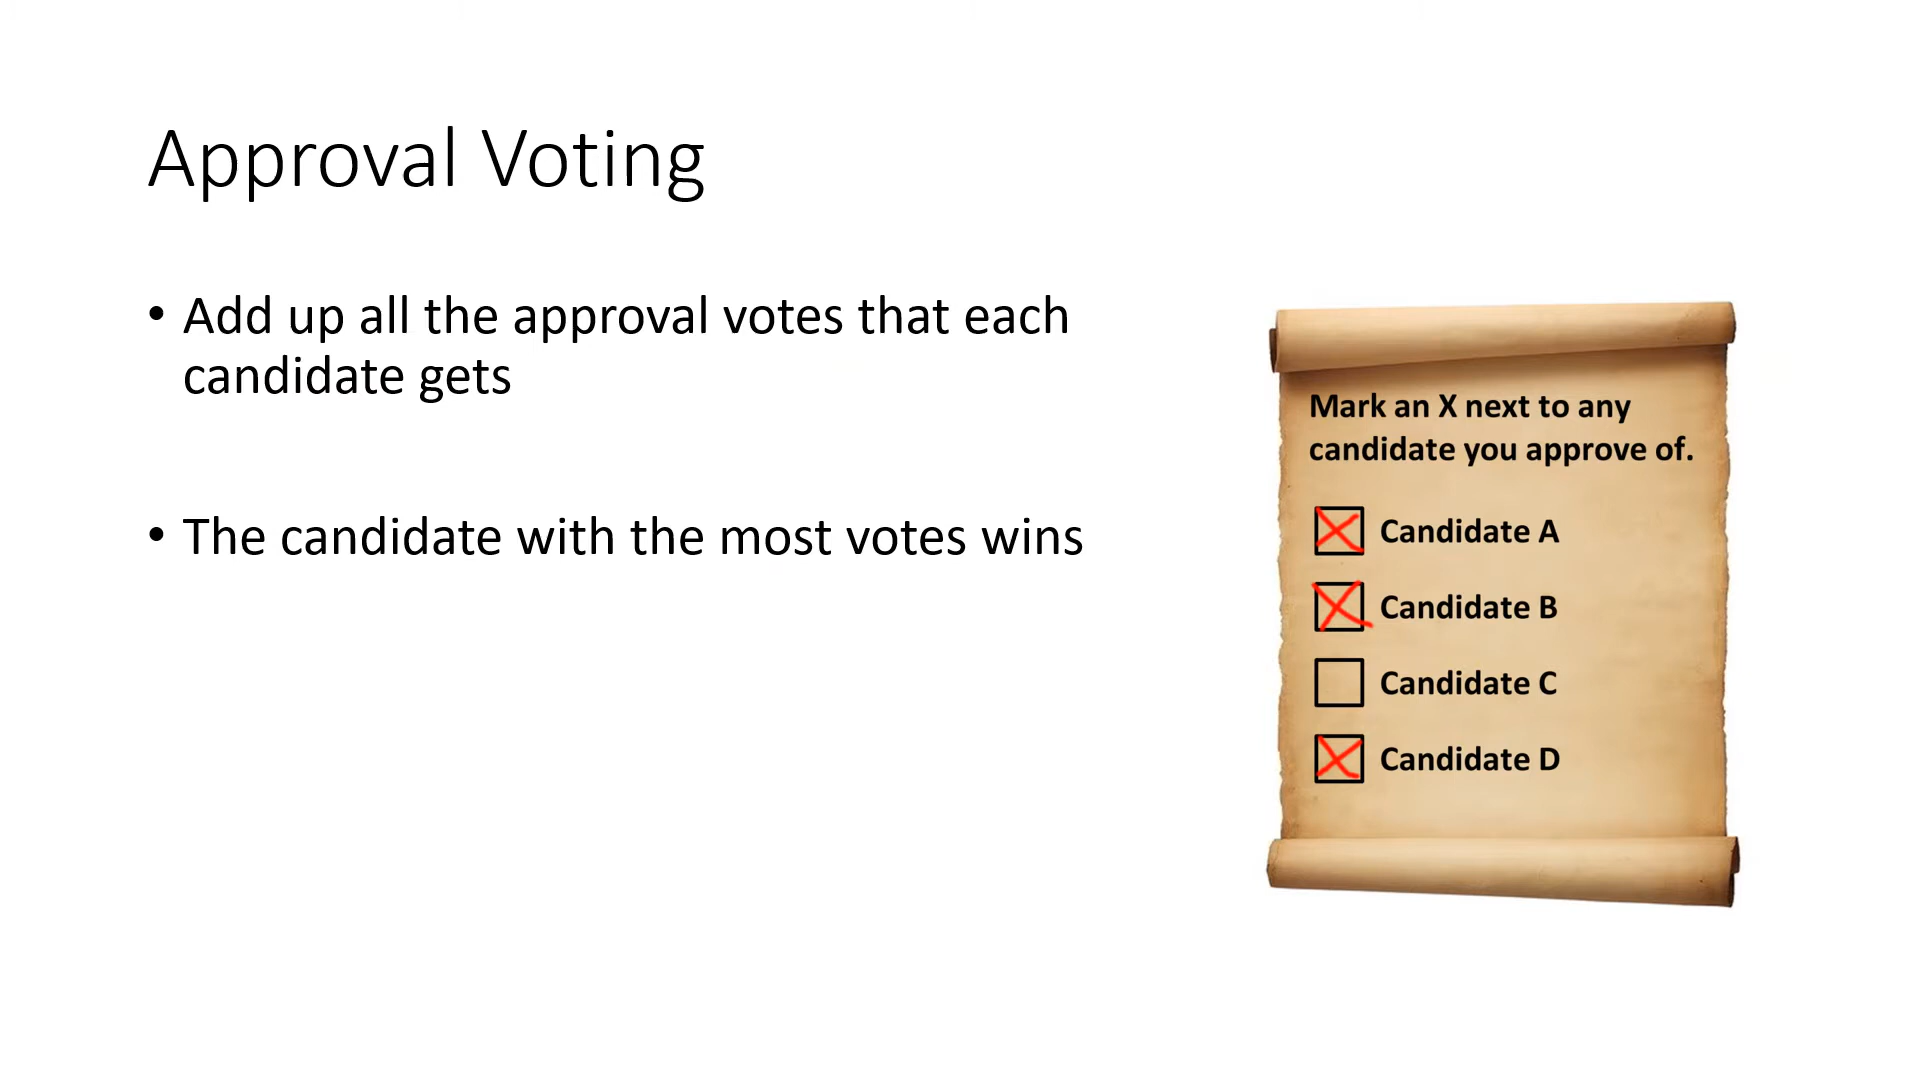 Approval Voting
• Add up all the approval votes that each
candidate gets
• The candidate with the most votes wins
Mark an X next to any
candidate you approve of.
Candidate A
Candidate B
Candidate C
Candidate D